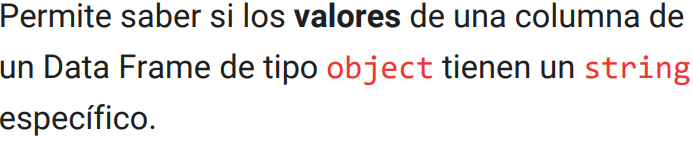 Permite saber si los valores de una columna de
un Data Frame de tipo object tienen un string
específico.